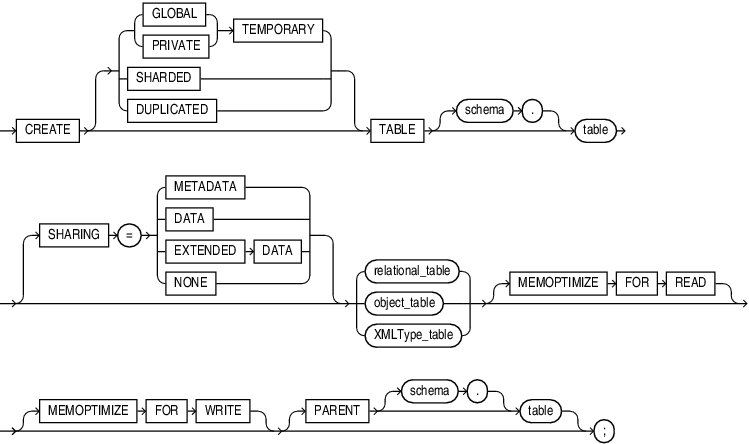 GLOBAL
PRIVATE TEMPORARY
SHARDED
DUPLICATED
CREATE TABLE schema . table
METADATA
DATA
SHARING = EXTENDED DATA
NONE
relational_table
object_table
XMLType_table
MEMOPTIMIZE FOR READ
MEMOPTIMIZE FOR WRITE PARENT schema . table ;